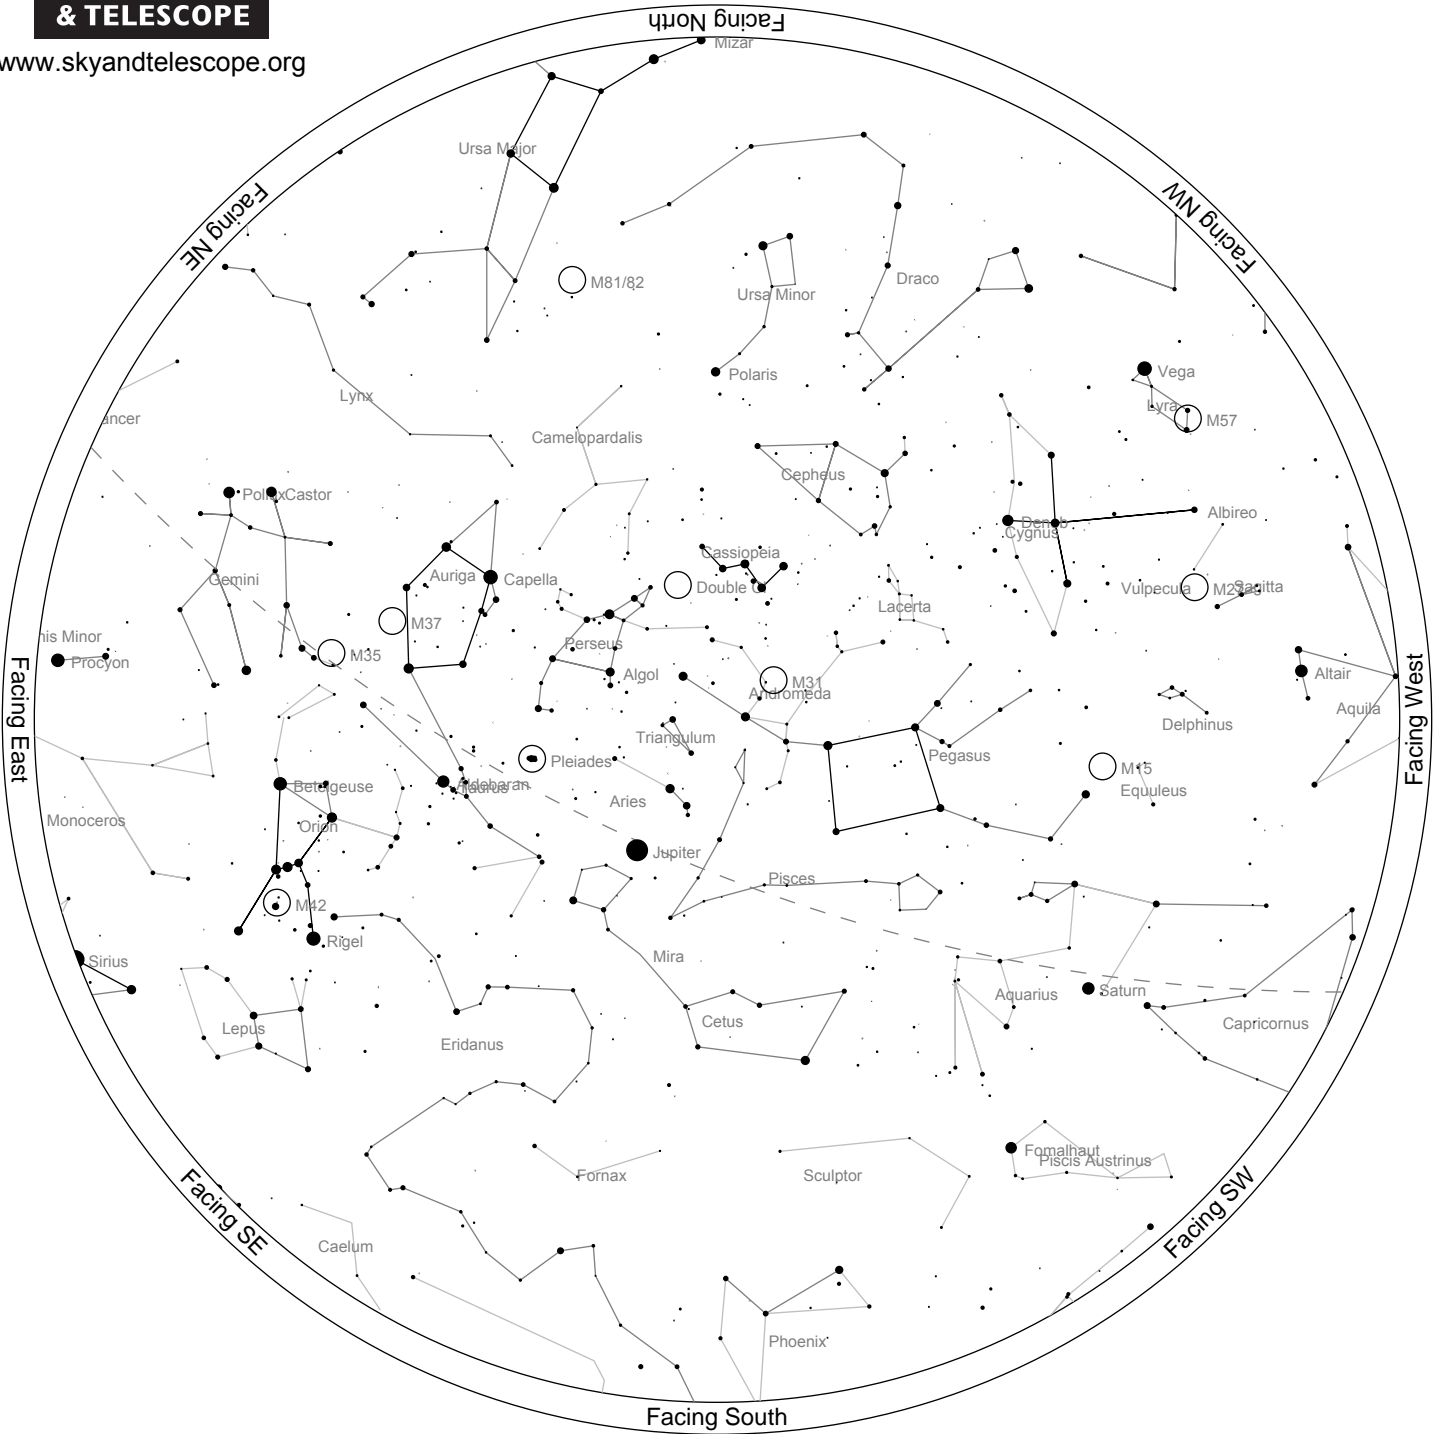 & TELESCOPE
www.skyandtelescope.org
Facing North
Mizar
Ursa Major
Facing NE
Facing NW
M81/82
Ursa Minor
Draco
Polaris
Vega
Lynx
Lyra
M57
ancer
Camelopardalis
Cepheus
Pollux
Castor
Albireo
Deneb
Cygnus
Cassiopeia
Auriga
Capella
Gemini
Double Cl
Vulpecula
M27
Sagitta
Lacerta
M37
nis Minor
Perseus
Procyon
M35
Algol
Altair
M31
Andromeda
Aquila
Delphinus
Triangulum
Pegasus
Facing East
Facing West
Pleiades
M15
Betelgeuse
Aldebaran
Taurus
Equuleus
Aries
Monoceros
Orion
Jupiter
Pisces
M42
Rigel
Mira
Sirius
Saturn
Aquarius
Cetus
Capricornus
Lepus
Eridanus
Fomalhaut
Piscis Austrinus
Fornax
Sculptor
Facing SE
Facing SW
Caelum
Phoenix
Facing South